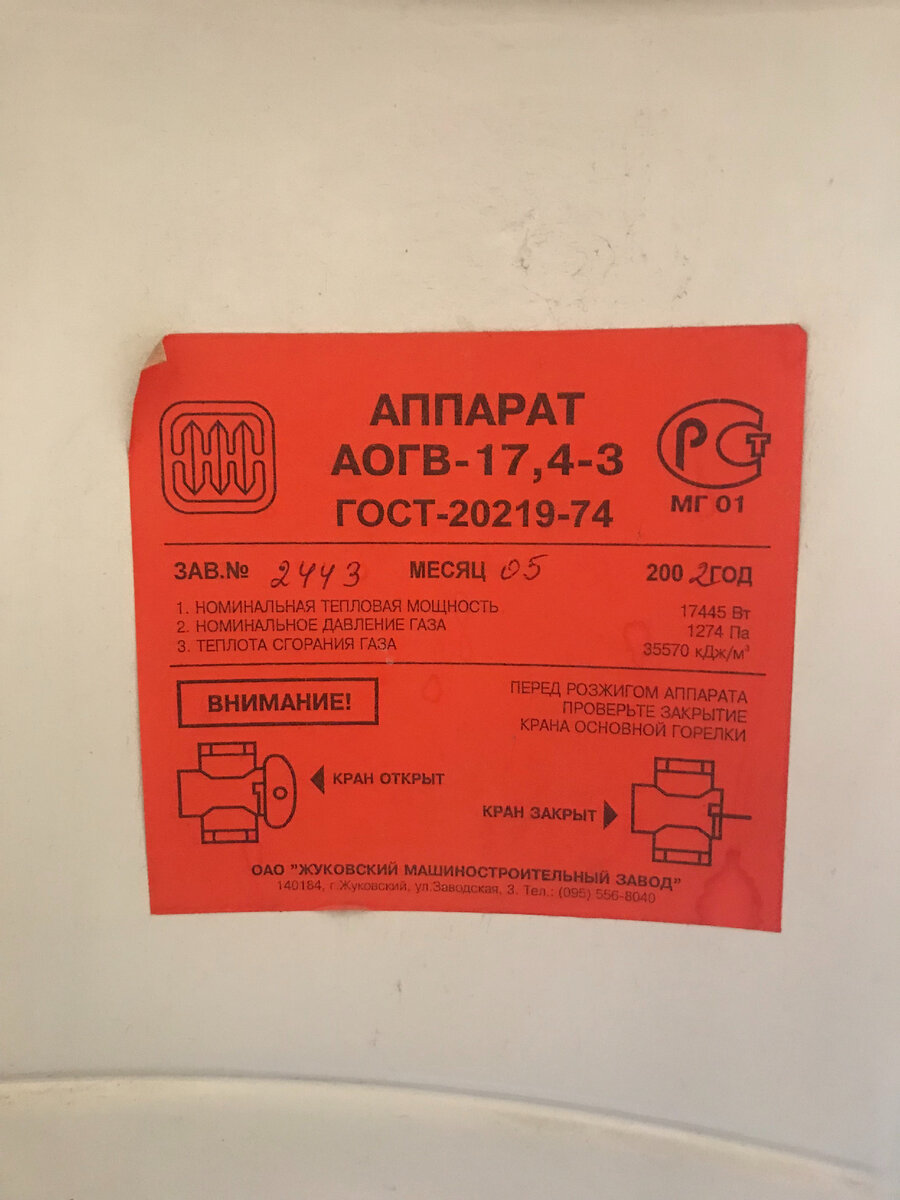 АППАРАТ
АОГВ-17,4-3
ГОСТ-20219-74
РСТ
МГ 01
ЗАВ.№ 2443 МЕСЯЦ 05 2002 ГОД
1. НОМИНАЛЬНАЯ ТЕПЛОВАЯ МОЩНОСТЬ 17445 Вт
2. НОМИНАЛЬНОЕ ДАВЛЕНИЕ ГАЗА 1274 Па
3. ТЕПЛОТА СГОРАНИЯ ГАЗА 35570 кДж/м³
ВНИМАНИЕ!
ПЕРЕД РОЗЖИГОМ АППАРАТА
ПРОВЕРЬТЕ ЗАКРЫТИЕ
КРАНА ОСНОВНОЙ ГОРЕЛКИ
КРАН ОТКРЫТ
КРАН ЗАКРЫТ
ОАО "ЖУКОВСКИЙ МАШИНОСТРОИТЕЛЬНЫЙ ЗАВОД"
140184, г.Жуковский, ул.Заводская, 3. Тел.: (095) 556-8040